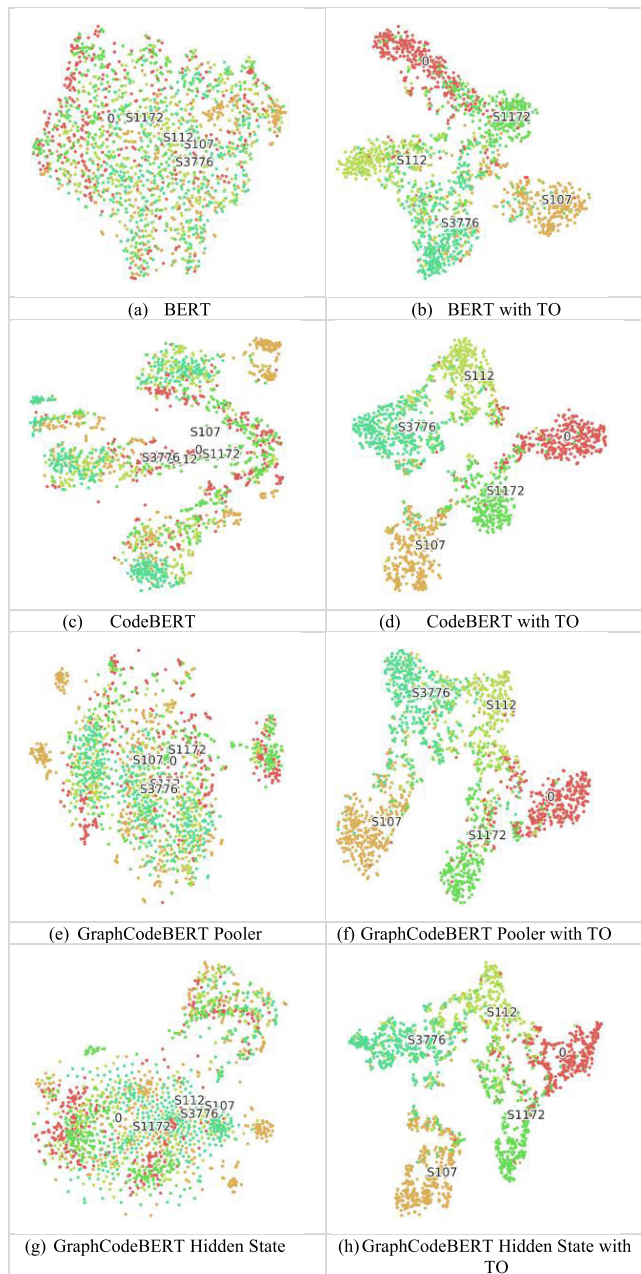 0
S1172
S112
S107
S3776
0
S1172
S112
S107
S3776
(a) BERT
(b) BERT with TO
S107
0
S1172
S3776
S112
S3776
0
S1172
S107
(c) CodeBERT
(d) CodeBERT with TO
S1172
S107
0
S3776
S3776
S112
0
S107
S1172
(e) GraphCodeBERT Pooler
(f) GraphCodeBERT Pooler with TO
S112
S107
S3776
0
S1172
S112
S3776
0
S1172
S107
(g) GraphCodeBERT Hidden State
(h) GraphCodeBERT Hidden State with
TO